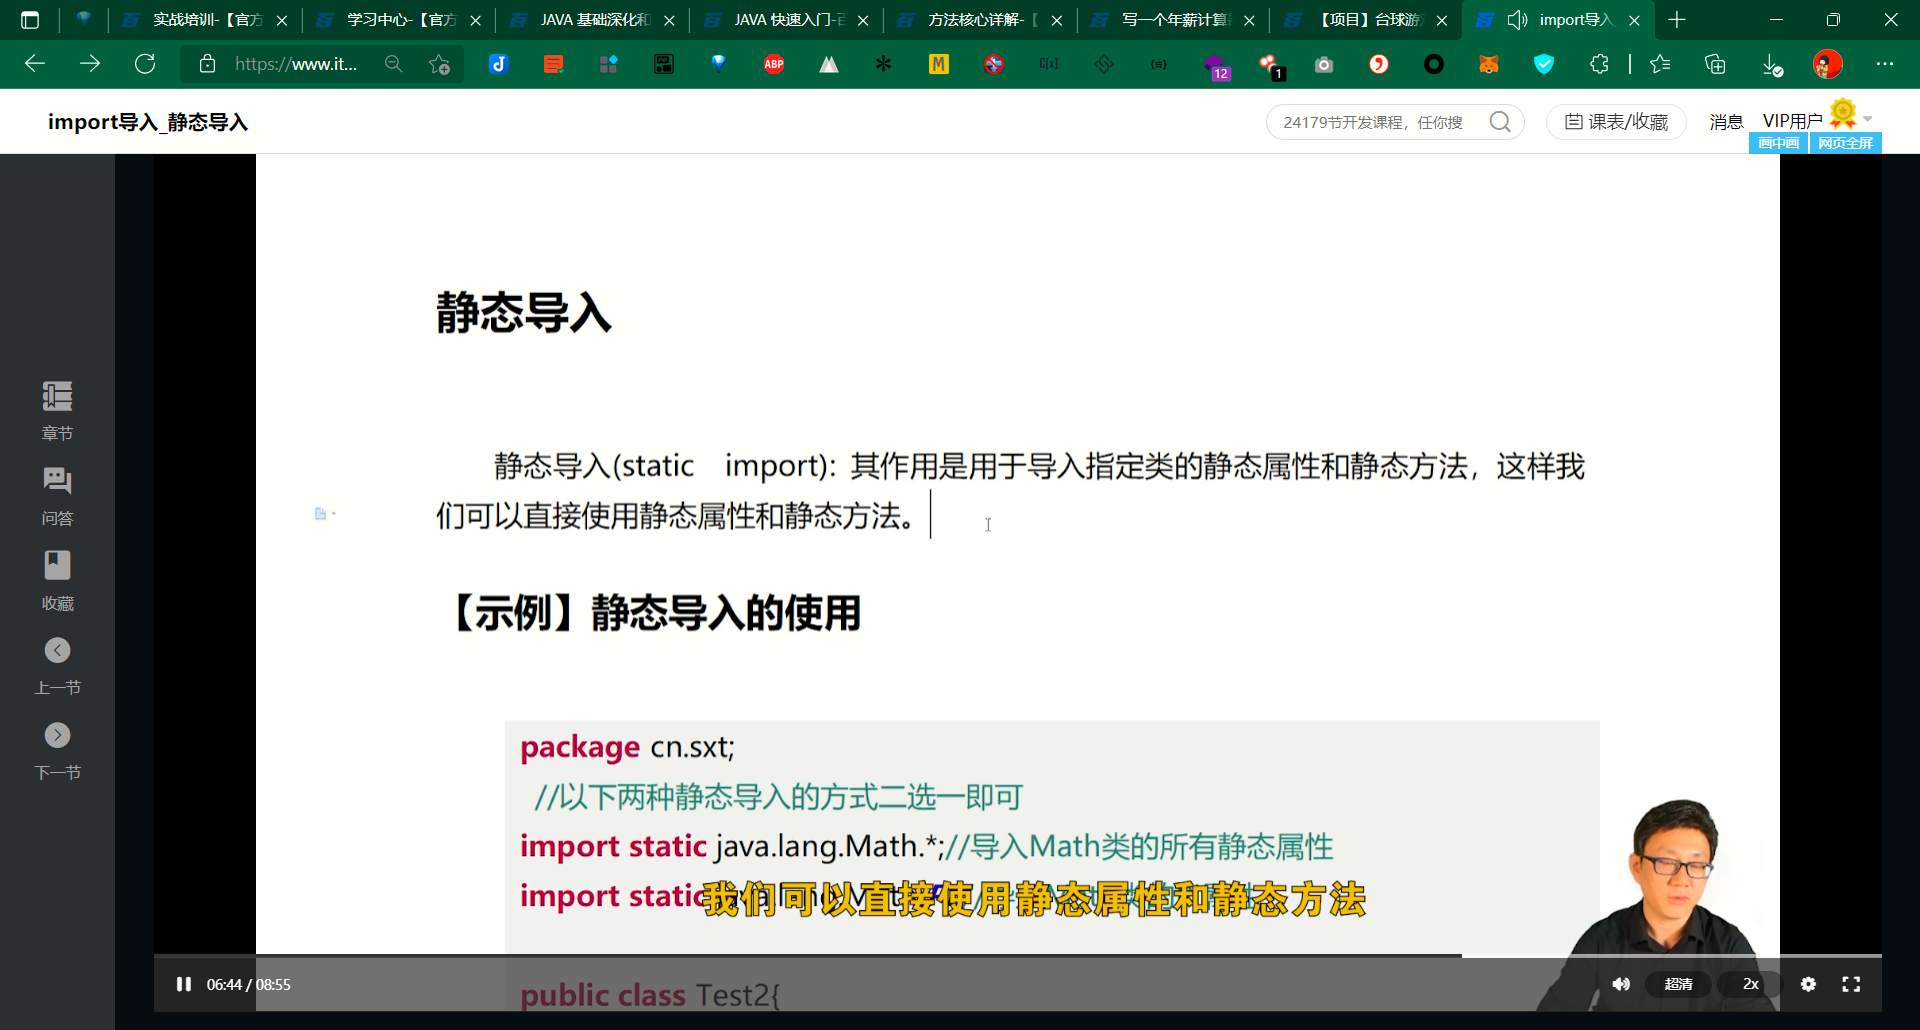 实战培训-【官方
学习中心-【官方
JAVA 基础深化和
JAVA 快速入门-百
方法核心详解-【
写一个年薪计算
【项目】台球游
import导入_
https://www.it...
ABP
M
12
1
import导入_静态导入
24179节开发课程，任你搜
课表/收藏
消息
VIP用户
画中画
网页全屏
章节
问答
收藏
上一节
下一节
静态导入
静态导入(static import)：其作用是用于导入指定类的静态属性和静态方法，这样我
们可以直接使用静态属性和静态方法。
【示例】静态导入的使用
package cn.sxt;
//以下两种静态导入的方式二选一即可
import static java.lang.Math.*;//导入Math类的所有静态属性
import static
我们可以直接使用静态属性和静态方法
public class Test2{
06:44 / 08:55
超清
2x